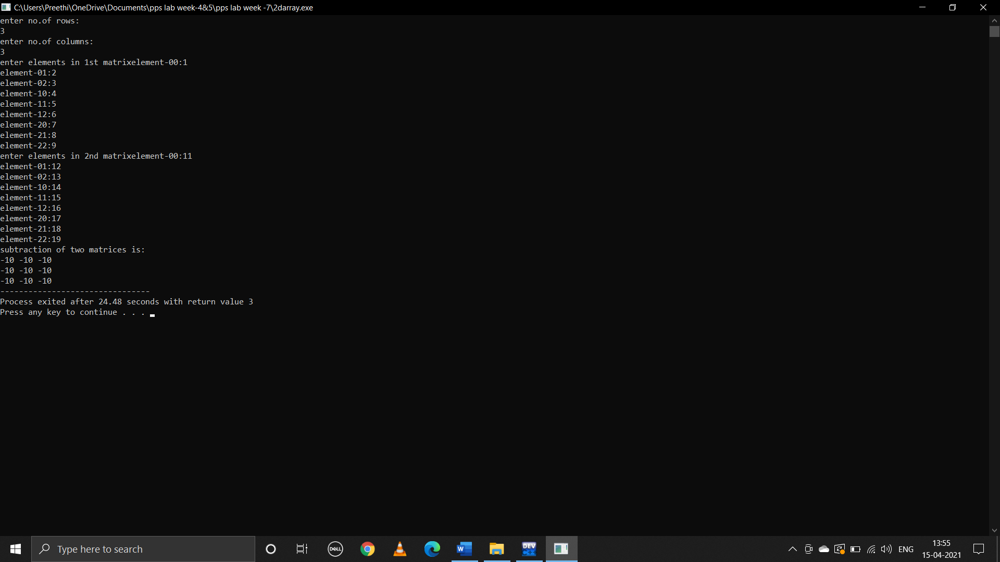 C:\Users\Preethi\OneDrive\Documents\pps lab week-4&5\pps lab week -7\2darray.exe
enter no.of rows:
3
enter no.of columns:
3
enter elements in 1st matrixelement-00:1
element-01:2
element-02:3
element-10:4
element-11:5
element-12:6
element-20:7
element-21:8
element-22:9
enter elements in 2nd matrixelement-00:11
element-01:12
element-02:13
element-10:14
element-11:15
element-12:16
element-20:17
element-21:18
element-22:19
subtraction of two matrices is:
-10 -10 -10
-10 -10 -10
-10 -10 -10
--------------------------------
Process exited after 24.48 seconds with return value 3
Press any key to continue . . .
Type here to search
DELL
W
DEV
C++
ENG
13:55
15-04-2021